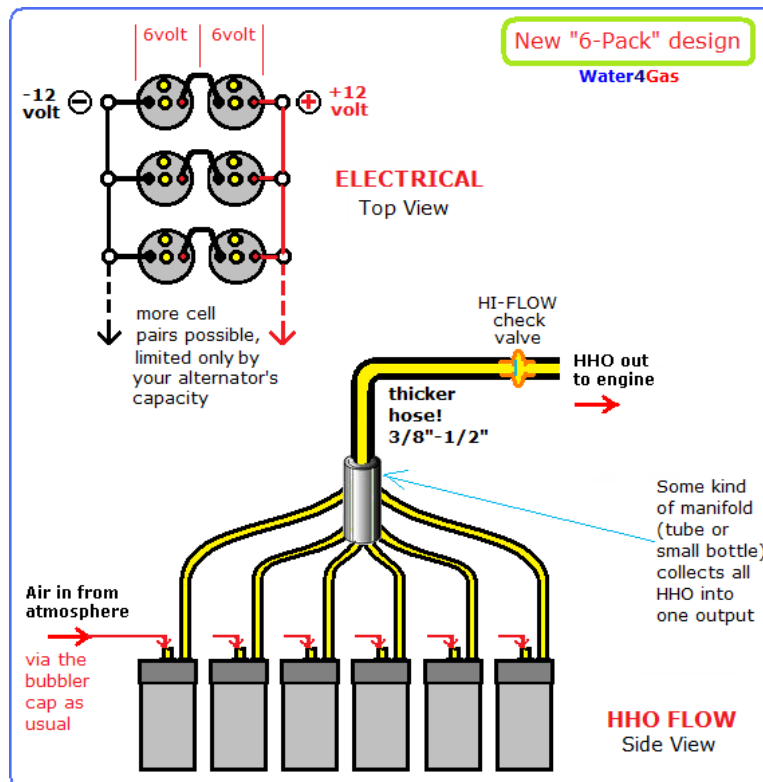 6volt 6volt
New "6-Pack" design
Water4Gas
-12
volt
−
+
+12
volt
ELECTRICAL
Top View
more cell
pairs possible,
limited only by
your alternator's
capacity
HI-FLOW
check
valve
HHO out
to engine
thicker
hose!
3/8"-1/2"
Some kind
of manifold
(tube or
small bottle)
collects all
HHO into
one output
Air in from
atmosphere
via the
bubbler
cap as
usual
HHO FLOW
Side View